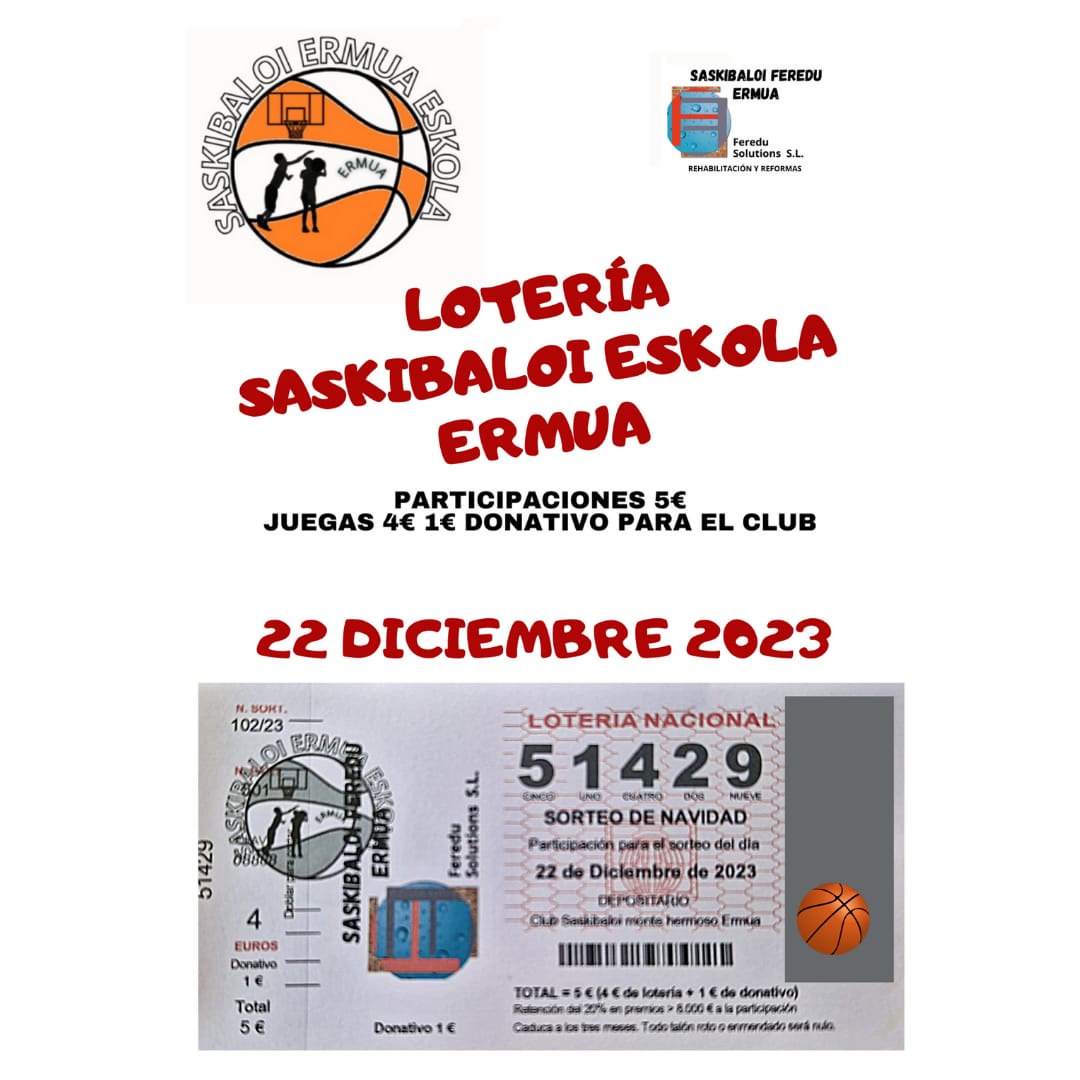 SASKIBALOI ERMUA ESKOLA
ERMUA
SASKIBALOI FEREDU
ERMUA
Feredu
Solutions S.L.
REHABILITACIÓN Y REFORMAS
LOTERÍA
SASKIBALOI ESKOLA
ERMUA
PARTICIPACIONES 5€
JUEGAS 4€ 1€ DONATIVO PARA EL CLUB
22 DICIEMBRE 2023
N. SORT.
102/23
SASKIBALOI ERMUA ESKOLA
ERMUA
51429
4
EUROS
Donativo
1 €
Total
5 €
SASKIBALOI FEREDU
ERMUA
Feredu
Solutions S.L.
Donativo 1 €
LOTERIA NACIONAL
51429
CINCO UNO CUATRO DOS NUEVE
SORTEO DE NAVIDAD
Participación para el sorteo del día
22 de Diciembre de 2023
DEPOSITARIO
Club Saskibaloi monte hermoso Ermua
TOTAL = 5 € (4 € de lotería + 1 € de donativo)
Retención del 20% en premios > 6.000 € a la participación
Caduca a los tres meses. Todo talón roto o enmendado será nulo.